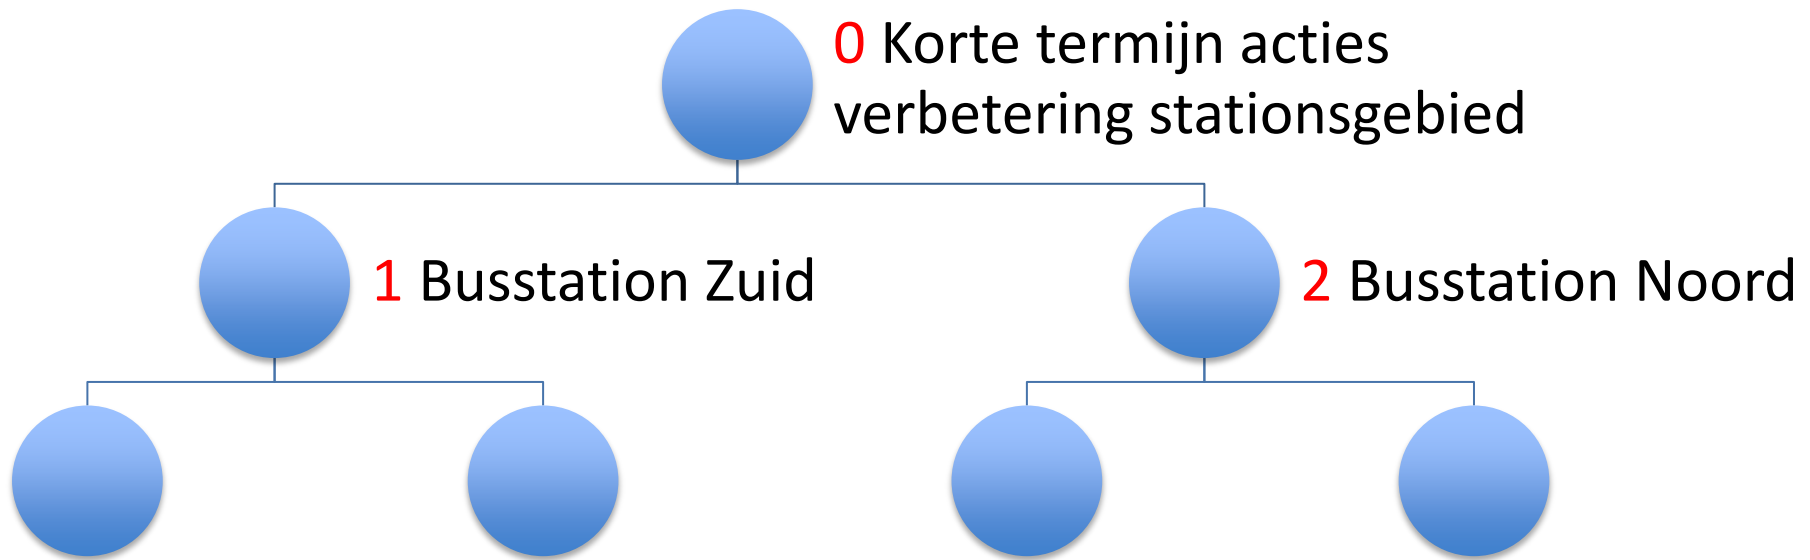 0 Korte termijn acties
verbetering stationsgebied
1 Busstation Zuid
2 Busstation Noord